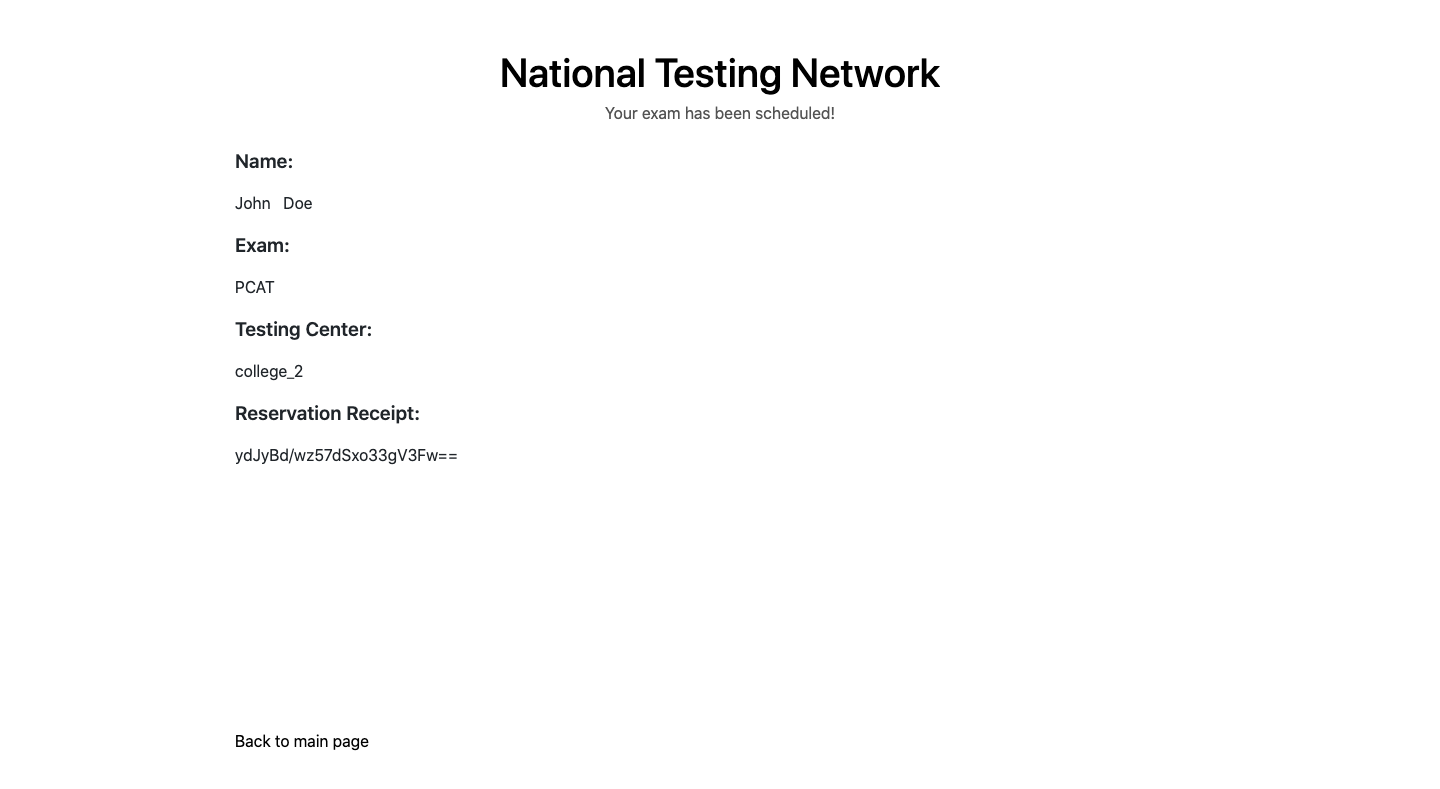 National Testing Network
Your exam has been scheduled!
Name:
John Doe
Exam:
PCAT
Testing Center:
college_2
Reservation Receipt:
ydJyBd/wz57dSxo33gV3Fw==
Back to main page